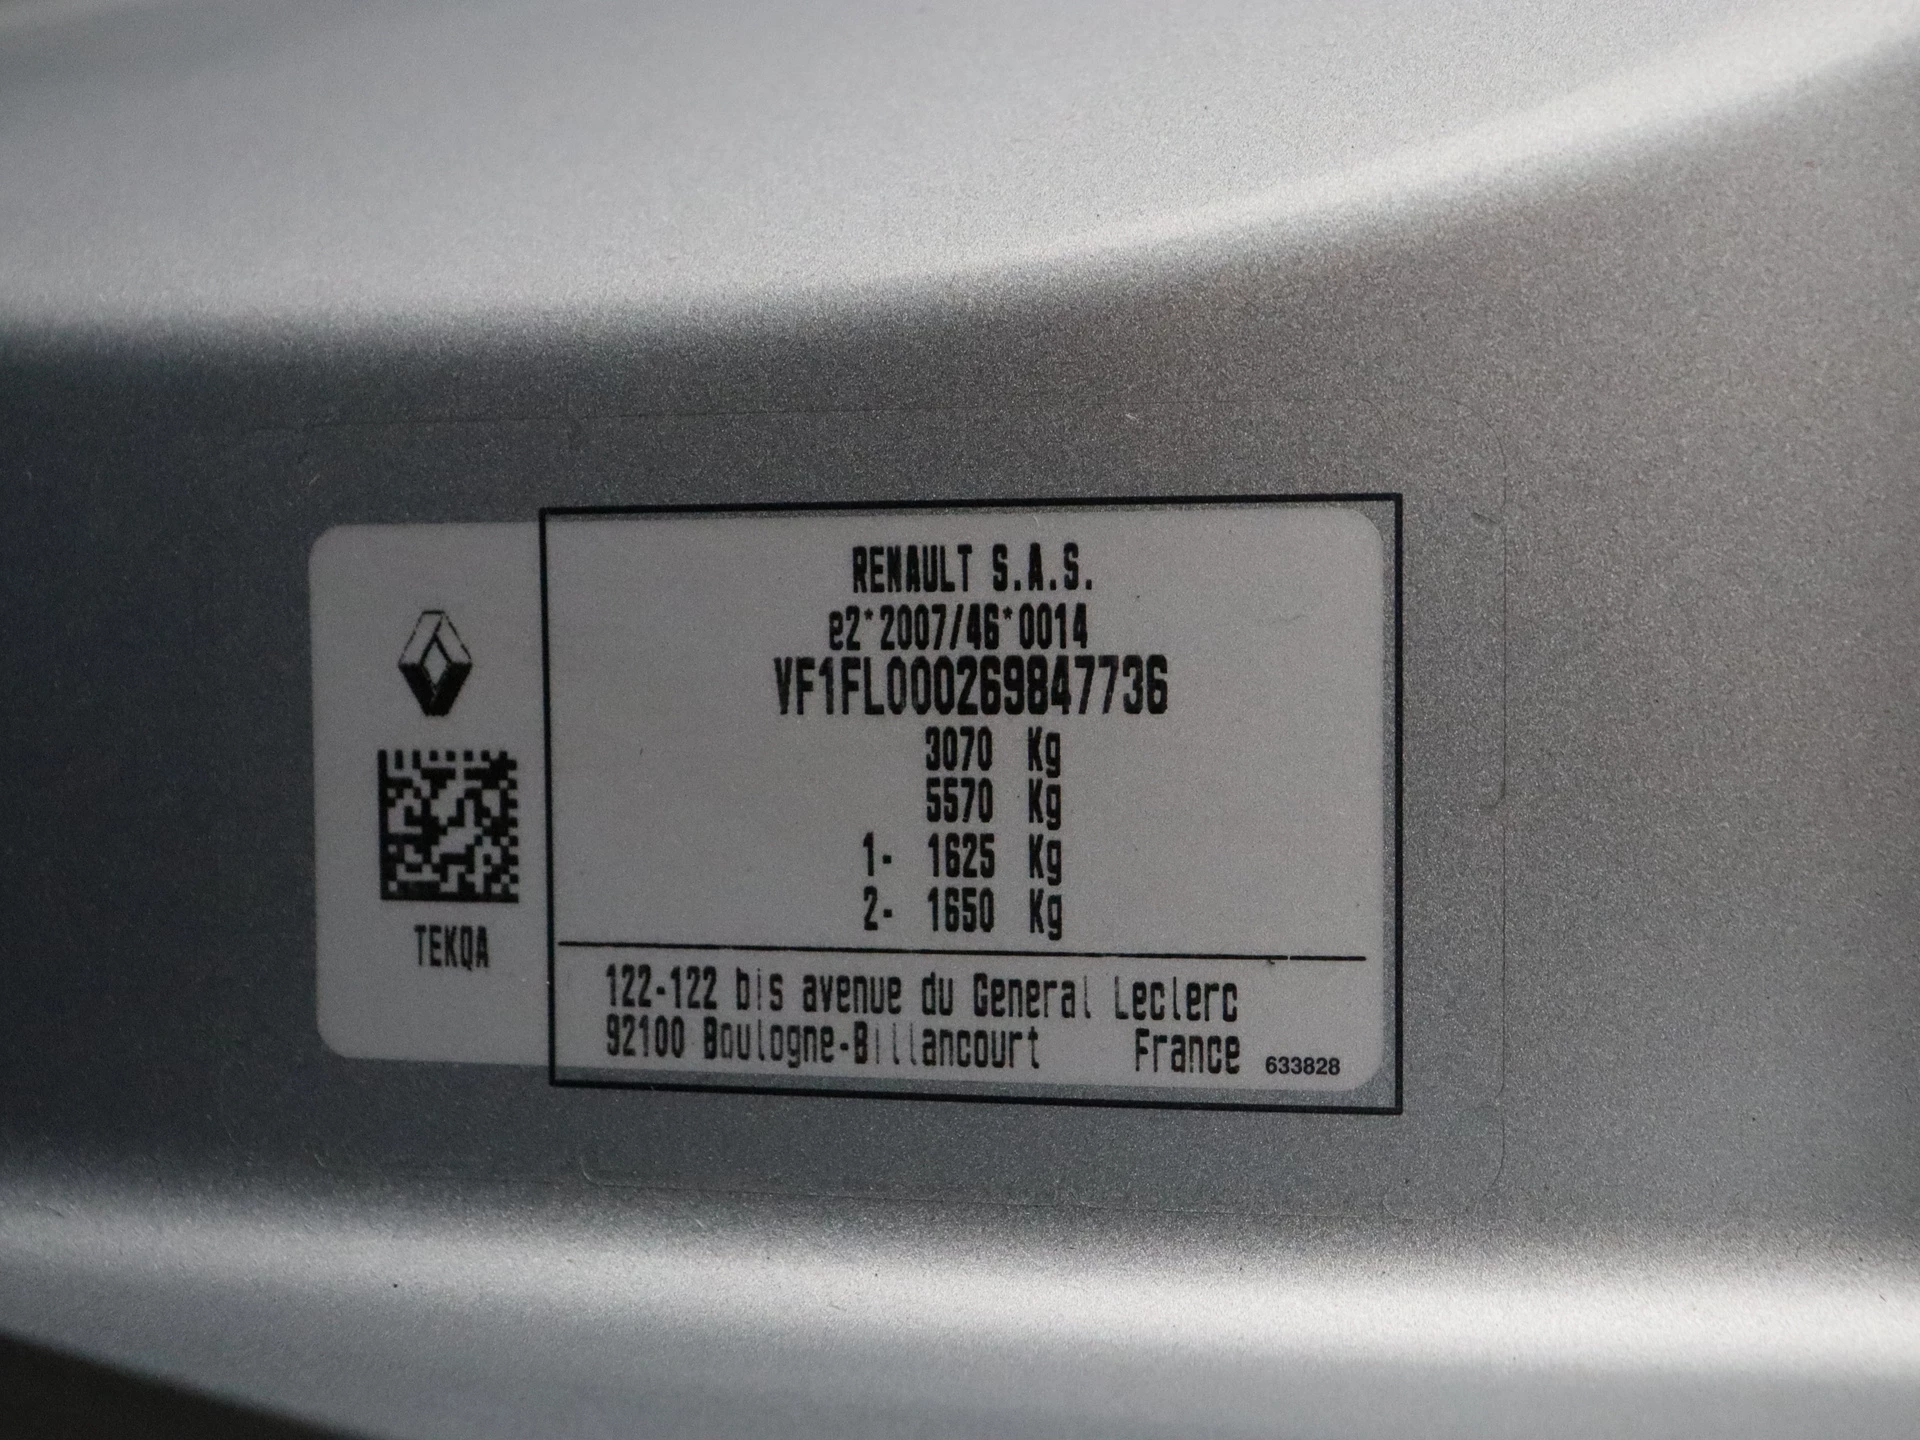 RENAULT S.A.S.
e2*2007/46*0014
VF1FL000269847736
3070 Kg
5570 Kg
1- 1625 Kg
2- 1650 Kg
TEKQA
122-122 bis avenue du General Leclerc
92100 Boulogne-Billancourt France 633828